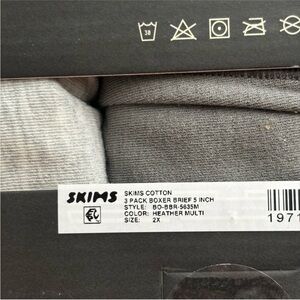 30
SKIMS
SKIMS COTTON
3 PACK BOXER BRIEF 5 INCH
STYLE: BO-BBR-5635M
COLOR: HEATHER MULTI
SIZE: 2X
1971